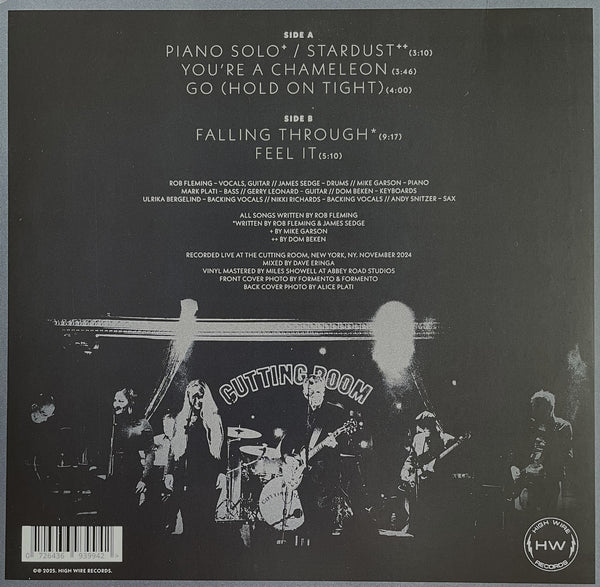 SIDE A
PIANO SOLO+ / STARDUST++(3:10)
YOU'RE A CHAMELEON (3:46)
GO (HOLD ON TIGHT)(4:00)
SIDE B
FALLING THROUGH*(9:17)
FEEL IT(5:10)
ROB FLEMING – VOCALS, GUITAR // JAMES SEDGE – DRUMS // MIKE GARSON – PIANO
MARK PLATI – BASS // GERRY LEONARD – GUITAR // DOM BEKEN – KEYBOARDS
ULRIKA BERGELIND – BACKING VOCALS // NIKKI RICHARDS – BACKING VOCALS // ANDY SNITZER – SAX
ALL SONGS WRITTEN BY ROB FLEMING
*WRITTEN BY ROB FLEMING & JAMES SEDGE
+ BY MIKE GARSON
++ BY DOM BEKEN
RECORDED LIVE AT THE CUTTING ROOM, NEW YORK, NY. NOVEMBER 2024
MIXED BY DAVE ERINGA
VINYL MASTERED BY MILES SHOWELL AT ABBEY ROAD STUDIOS
FRONT COVER PHOTO BY FORMENTO & FORMENTO
BACK COVER PHOTO BY ALICE PLATI
CUTTING ROOM
0 726436 939942 >
©℗ 2025. HIGH WIRE RECORDS.
HIGH WIRE
HW
RECORDS